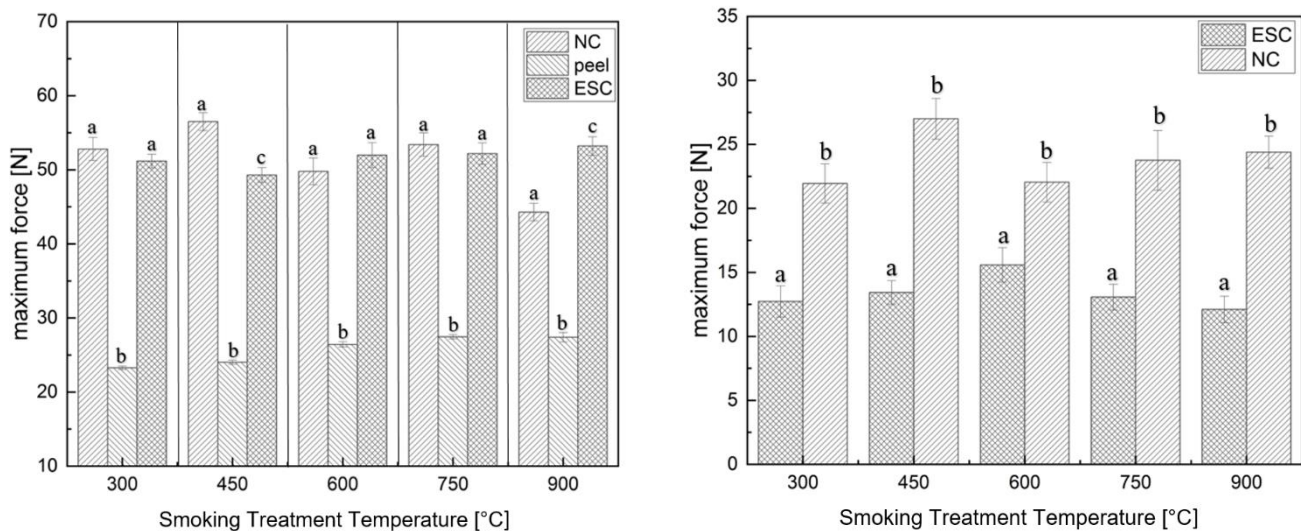 70
60
50
40
30
20
10
maximum force [N]
NC
peel
ESC
a
b
a
a
b
c
a
b
a
a
b
a
a
b
c
300
450
600
750
900
Smoking Treatment Temperature [°C]
35
30
25
20
15
10
5
0
maximum force [N]
ESC
NC
a
b
a
b
a
b
a
b
a
b
300
450
600
750
900
Smoking Treatment Temperature [°C]